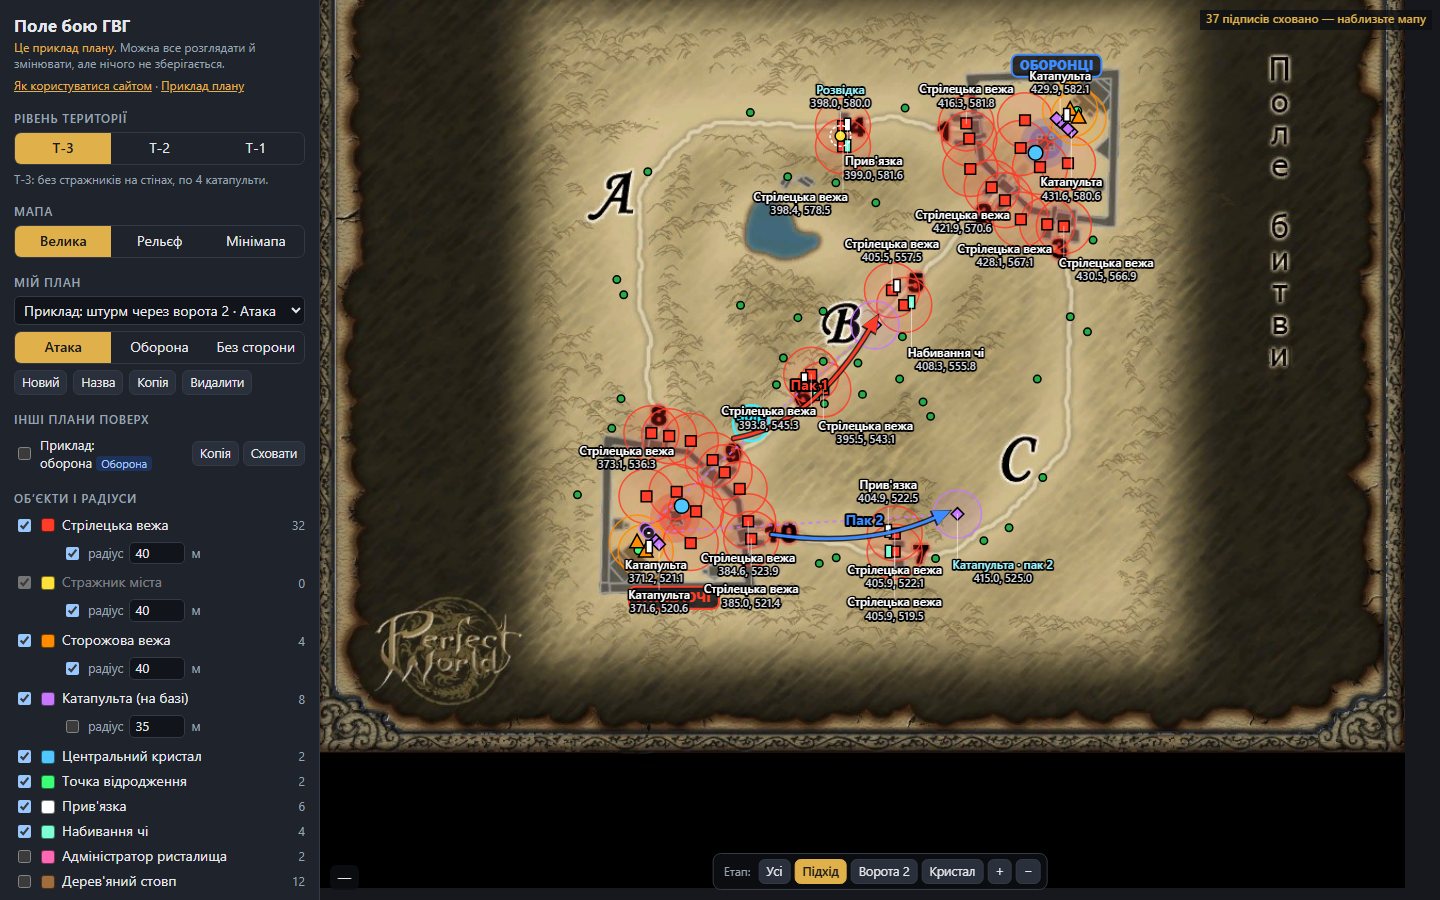 Поле бою ГВГ
Це приклад плану. Можна все розглядати й
змінювати, але нічого не зберігається.
Як користуватися сайтом · Приклад плану
РІВЕНЬ ТЕРИТОРІЇ
Т-3
Т-2
Т-1
Т-3: без стражників на стінах, по 4 катапульти.
МАПА
Велика
Рельєф
Мінімапа
МІЙ ПЛАН
Приклад: штурм через ворота 2 · Атака
Атака
Оборона
Без сторони
Новий
Назва
Копія
Видалити
ІНШІ ПЛАНИ ПОВЕРХ
Приклад:
оборона Оборона
Копія
Сховати
ОБ'ЄКТИ І РАДІУСИ
Стрілецька вежа 32
радіус 40 м
Стражник міста 0
радіус 40 м
Сторожова вежа 4
радіус 40 м
Катапульта (на базі) 8
радіус 35 м
Центральний кристал 2
Точка відродження 2
Прив'язка 6
Набивання чі 4
Адміністратор ристалища 2
Дерев'яний стовп 12
37 підписів сховано — наблизьте мапу
Поле битви
ОБОРОНЦІ
Катапульта
429.9, 582.1
Розвідка
398.0, 580.0
Стрілецька вежа
416.3, 581.8
4
1
Прив'язка
399.0, 581.6
Катапульта
431.6, 580.6
A
Стрілецька вежа
398.4, 578.5
Стрілецька вежа
421.9, 570.6
Стрілецька вежа
405.5, 557.5
Стрілецька вежа
428.1, 567.1
3
Стрілецька вежа
430.5, 566.9
5
B
Набивання чі
408.3, 555.8
Пак 1
Стрілецька вежа
393.8, 545.3
Стрілецька вежа
395.5, 543.1
8
Стрілецька вежа
373.1, 536.3
9
C
Прив'язка
404.9, 522.5
Пак 2
10
7
Катапульта
371.2, 521.1
Стрілецька вежа
384.6, 523.9
Стрілецька вежа
405.9, 522.1
Катапульта · пак 2
415.0, 525.0
Катапульта
371.6, 520.6
Стрілецька вежа
385.0, 521.4
Стрілецька вежа
405.9, 519.5
Perfect
World
—
Етап:
Усі
Підхід
Ворота 2
Кристал
+
−